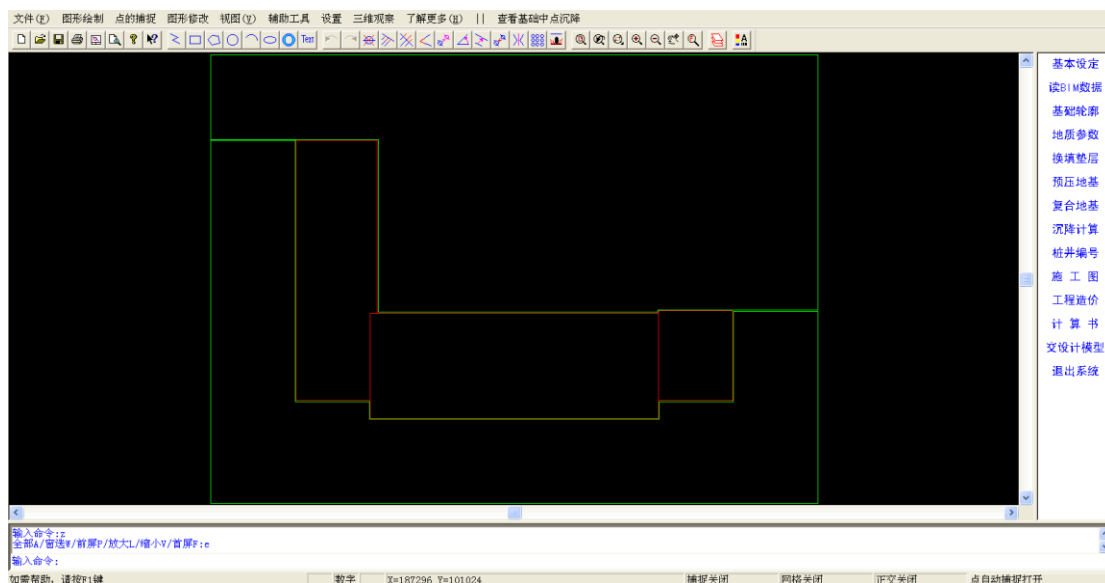 文件(F) 图形绘制 点的捕捉 图形修改 视图(V) 辅助工具 设置 三维观察 了解更多(H) || 查看基础中点沉降
Text
A
基本设定
读BIM数据
基础轮廓
地质参数
换填垫层
预压地基
复合地基
沉降计算
桩井编号
施 工 图
工程造价
计 算 书
交设计模型
退出系统
输入命令:z
全部A/窗选W/前屏P/放大L/缩小V/首屏F:e
输入命令:
如需帮助, 请按F1键 数字 X=187296 Y=101024 捕捉关闭 网格关闭 正交关闭 点自动捕捉打开